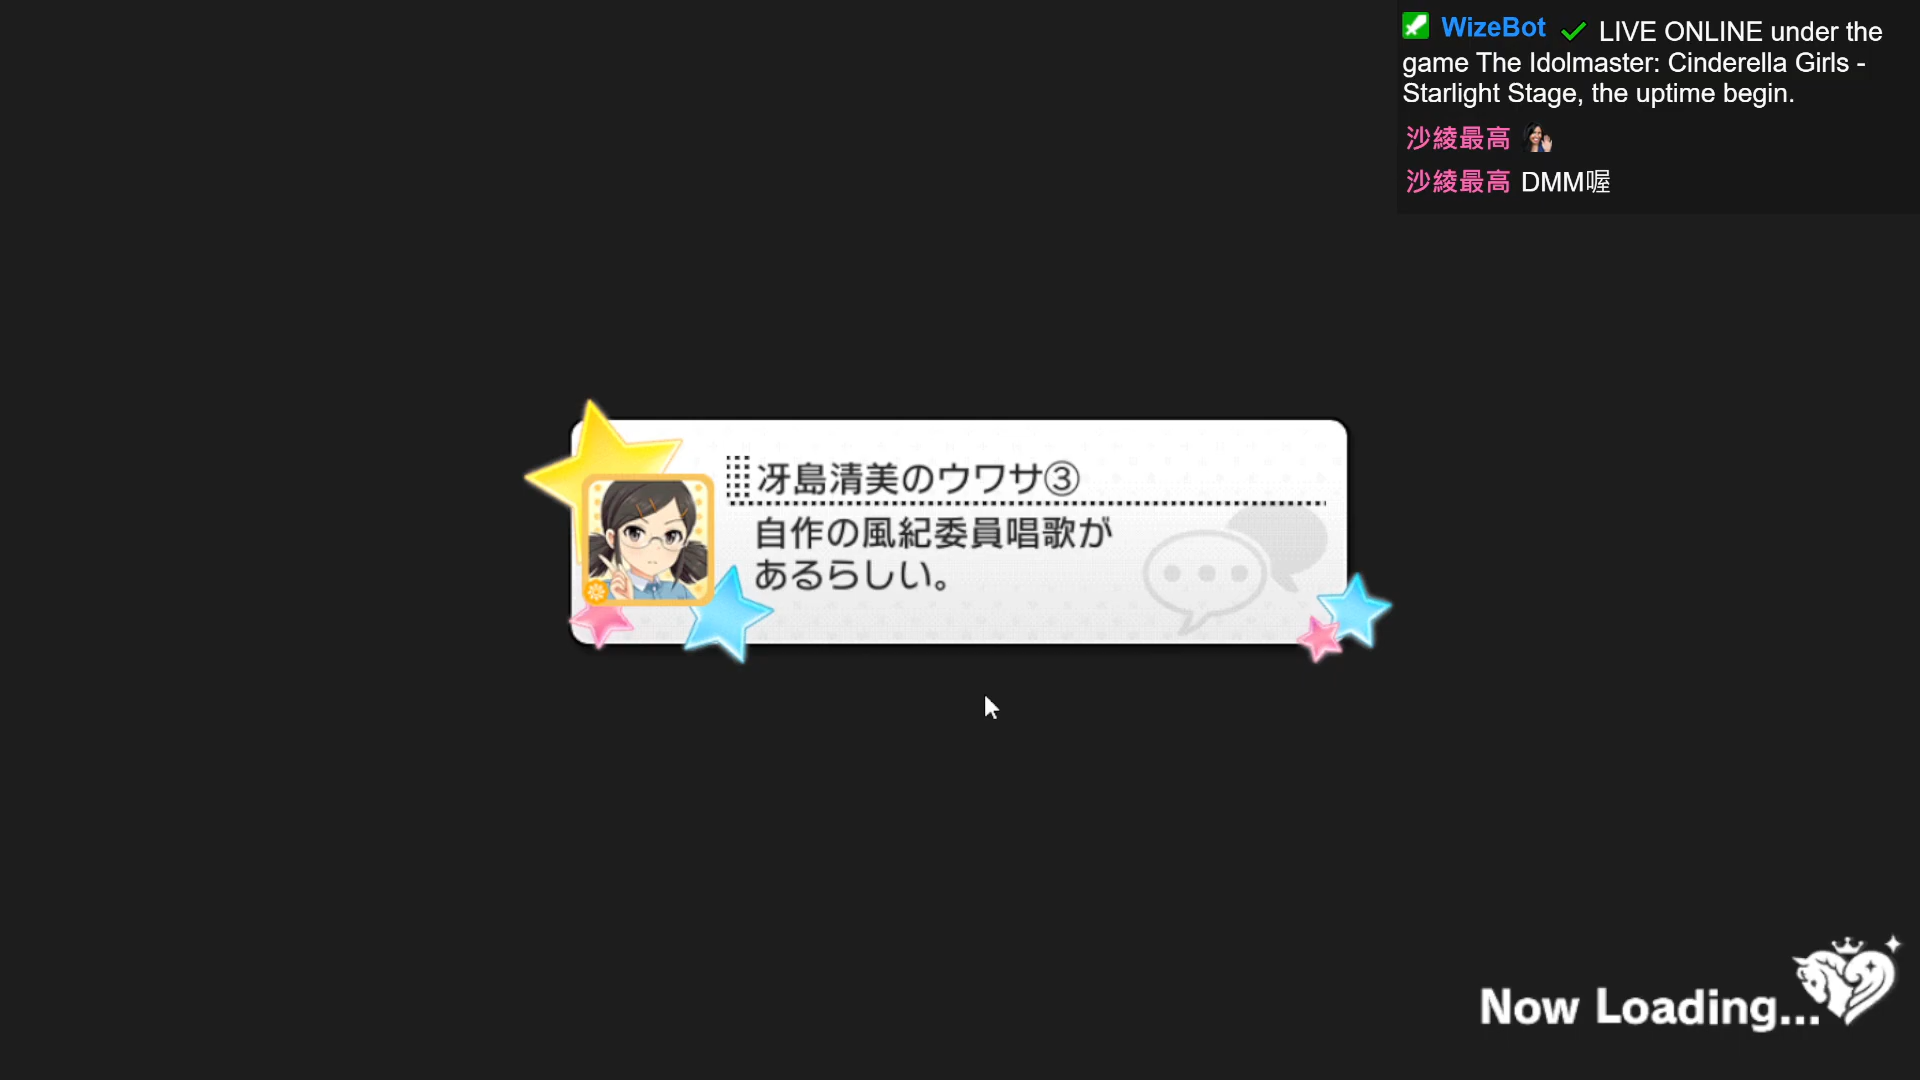 WizeBot ✓ LIVE ONLINE under the
game The Idolmaster: Cinderella Girls -
Starlight Stage, the uptime begin.
沙綾最高
沙綾最高 DMM喔
冴島清美のウワサ③
自作の風紀委員唱歌が
あるらしい。
Now Loading...